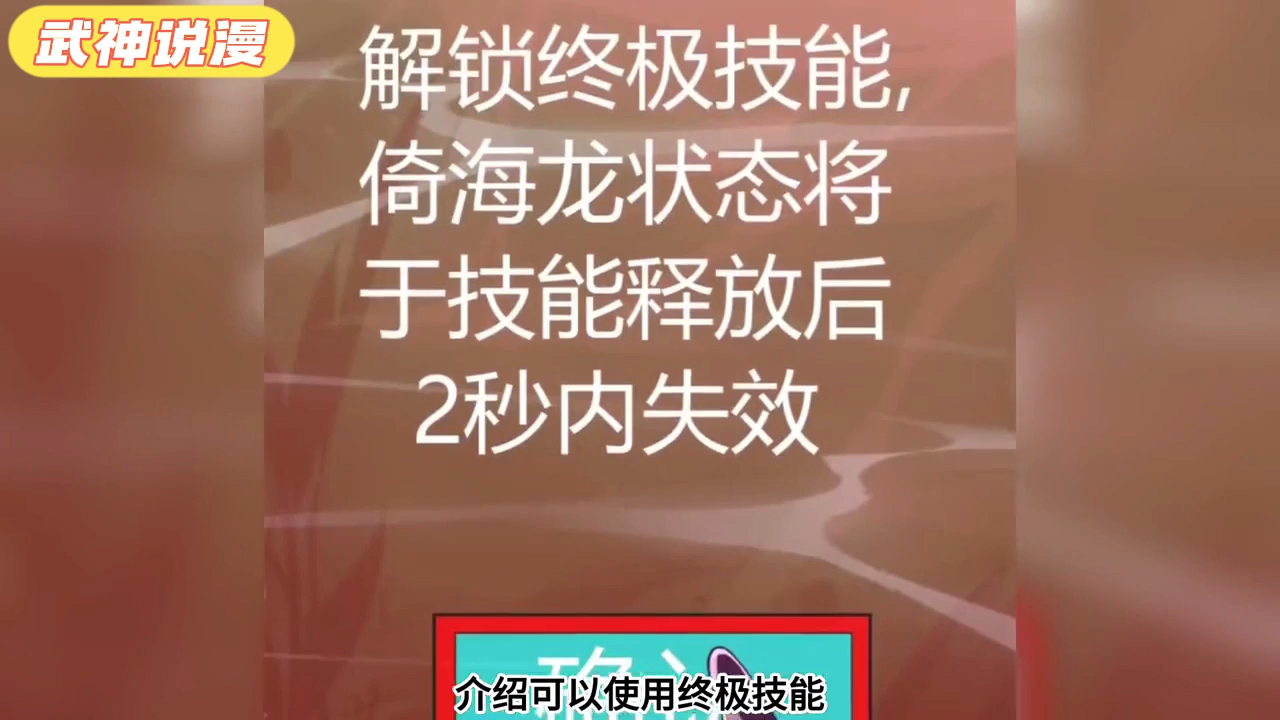 武神说漫
解锁终极技能,
倚海龙状态将
于技能释放后
2秒内失效
介绍可以使用终极技能